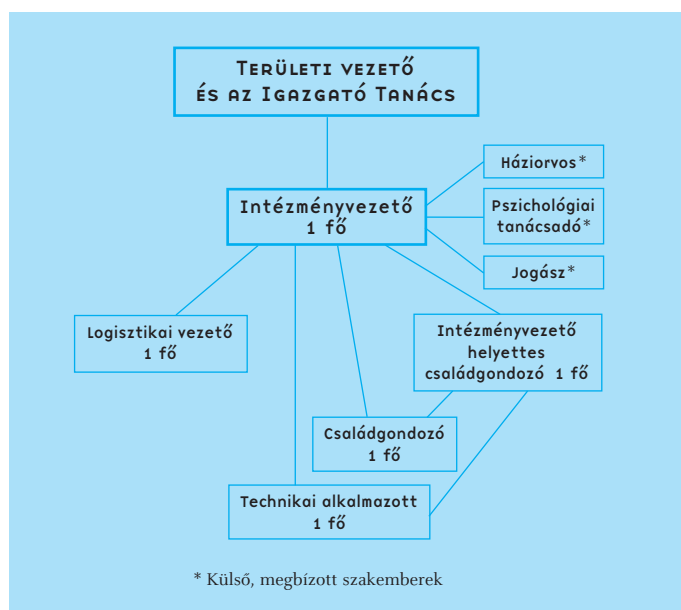 Területi vezető
és az Igazgató Tanács
Intézményvezető
1 fő
Háziorvos*
Pszichológiai
tanácsadó*
Jogász*
Logisztikai vezető
1 fő
Intézményvezető
helyettes
családgondozó 1 fő
Családgondozó
1 fő
Technikai alkalmazott
1 fő
* Külső, megbízott szakemberek